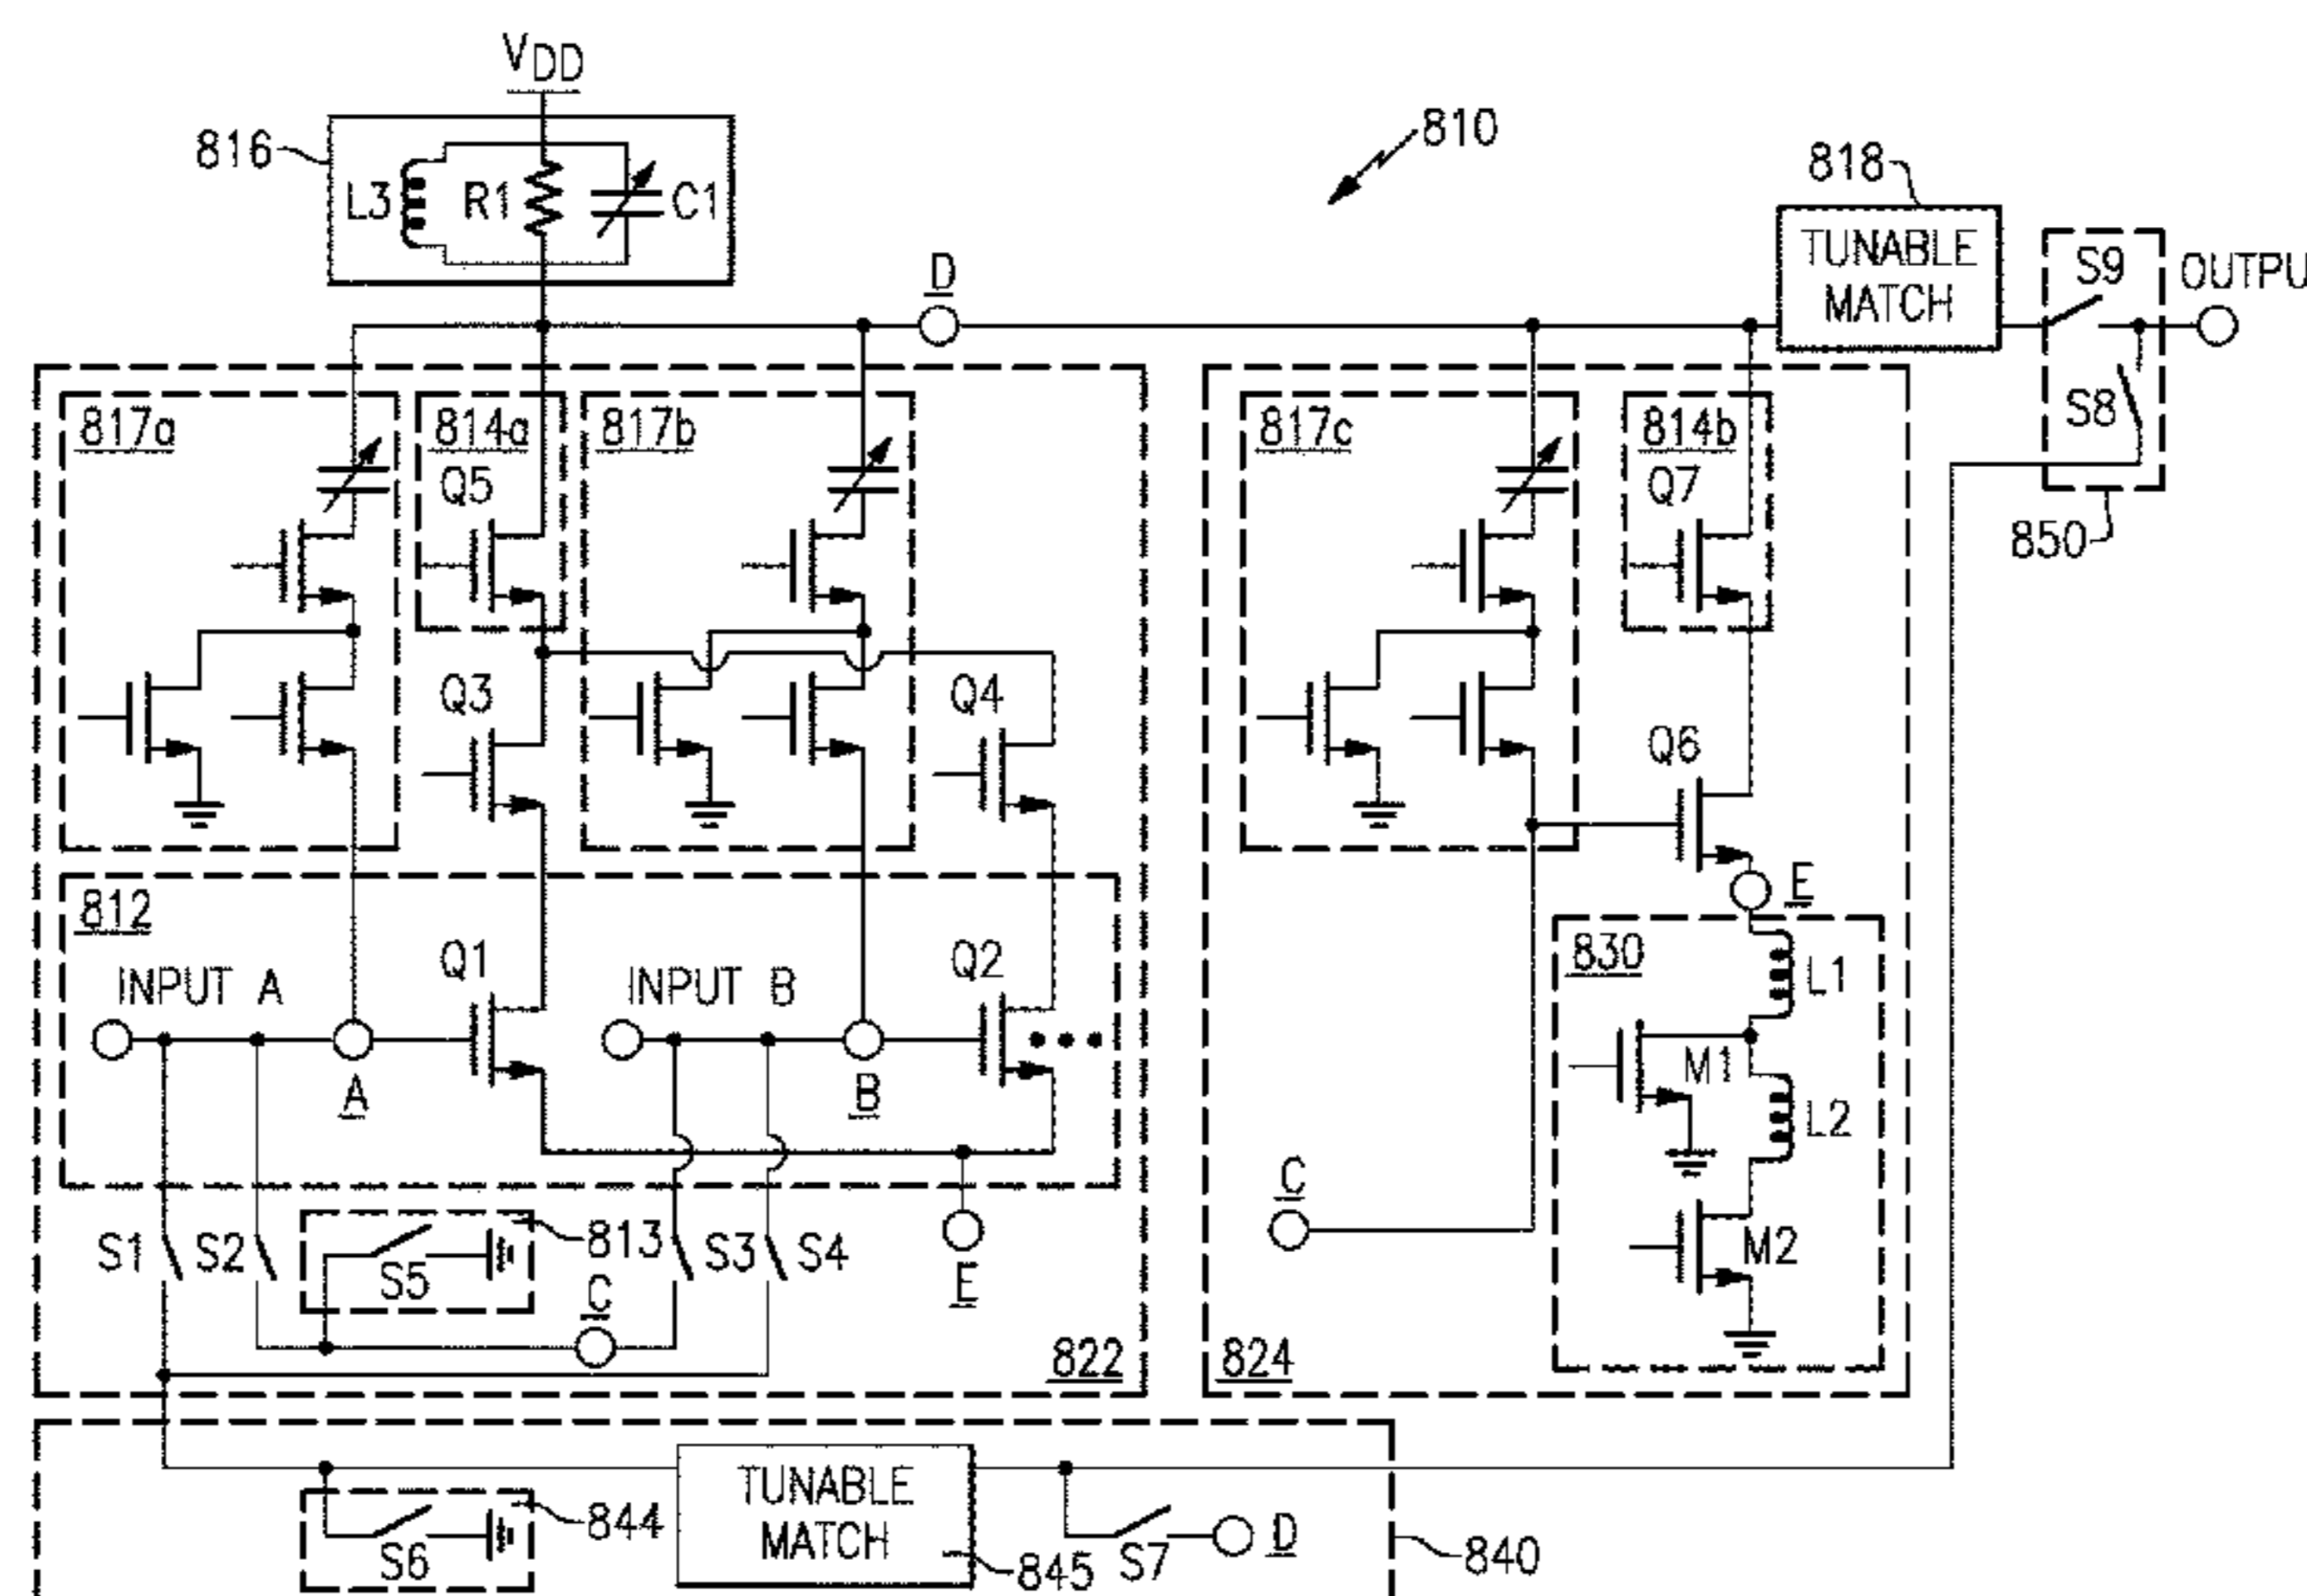 VDD
816
L3
R1
C1
810
818
TUNABLE
MATCH
S9
OUTPU
D
S8
850
817a
814a
817b
Q5
817c
814b
Q7
Q3
Q4
Q6
E
812
Q1
INPUT A
INPUT B
Q2
830
L1
A
B
M1
L2
C
S1
S2
S5
813
S3
S4
C
E
M2
822
824
TUNABLE
MATCH
844
S6
845
S7
D
840